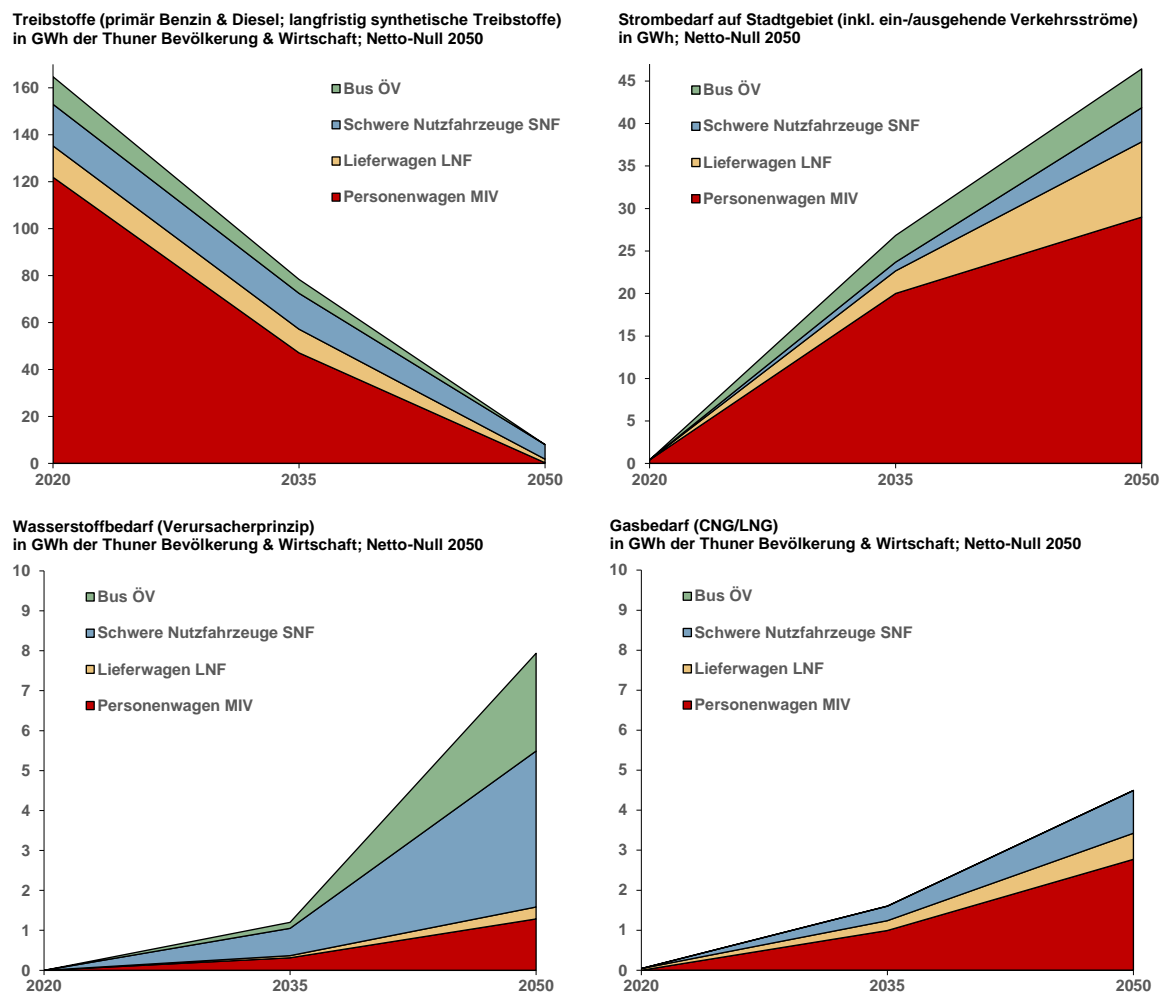 Treibstoffe (primär Benzin & Diesel; langfristig synthetische Treibstoffe)
in GWh der Thuner Bevölkerung & Wirtschaft; Netto-Null 2050
160
140
120
100
80
60
40
20
0
2020
2035
2050
Bus ÖV
Schwere Nutzfahrzeuge SNF
Lieferwagen LNF
Personenwagen MIV
Strombedarf auf Stadtgebiet (inkl. ein-/ausgehende Verkehrsströme)
in GWh; Netto-Null 2050
45
40
35
30
25
20
15
10
5
0
2020
2035
2050
Bus ÖV
Schwere Nutzfahrzeuge SNF
Lieferwagen LNF
Personenwagen MIV
Wasserstoffbedarf (Verursacherprinzip)
in GWh der Thuner Bevölkerung & Wirtschaft; Netto-Null 2050
10
9
8
7
6
5
4
3
2
1
0
2020
2035
2050
Bus ÖV
Schwere Nutzfahrzeuge SNF
Lieferwagen LNF
Personenwagen MIV
Gasbedarf (CNG/LNG)
in GWh der Thuner Bevölkerung & Wirtschaft; Netto-Null 2050
10
9
8
7
6
5
4
3
2
1
0
2020
2035
2050
Bus ÖV
Schwere Nutzfahrzeuge SNF
Lieferwagen LNF
Personenwagen MIV